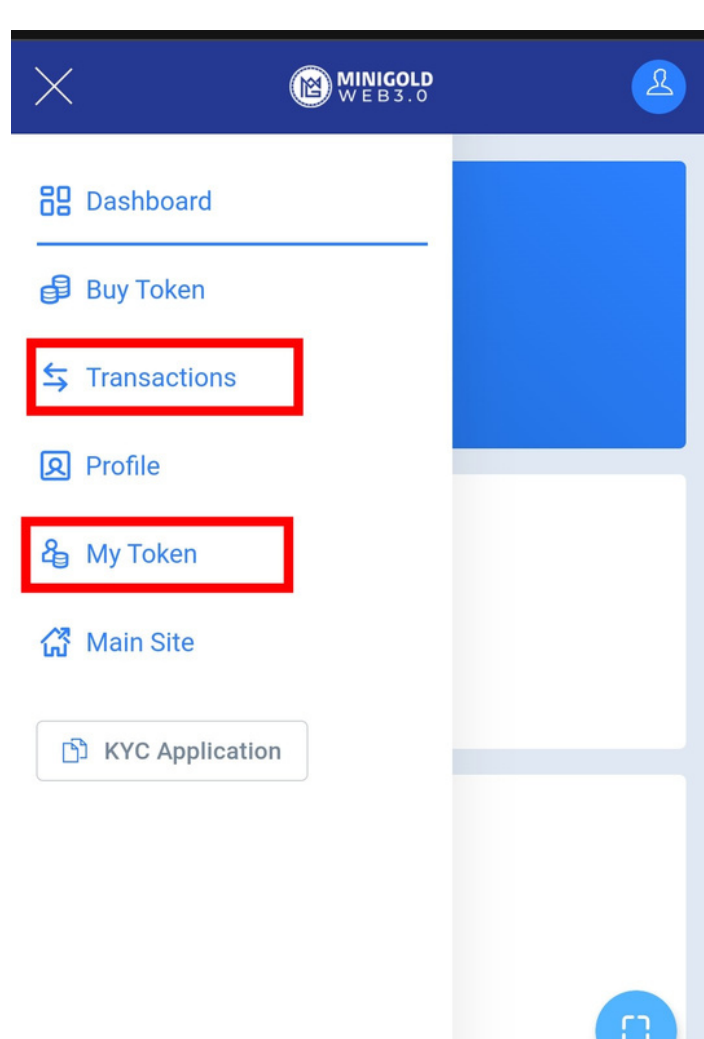 MINIGOLD
WEB3.0
Dashboard
Buy Token
Transactions
Profile
My Token
Main Site
KYC Application